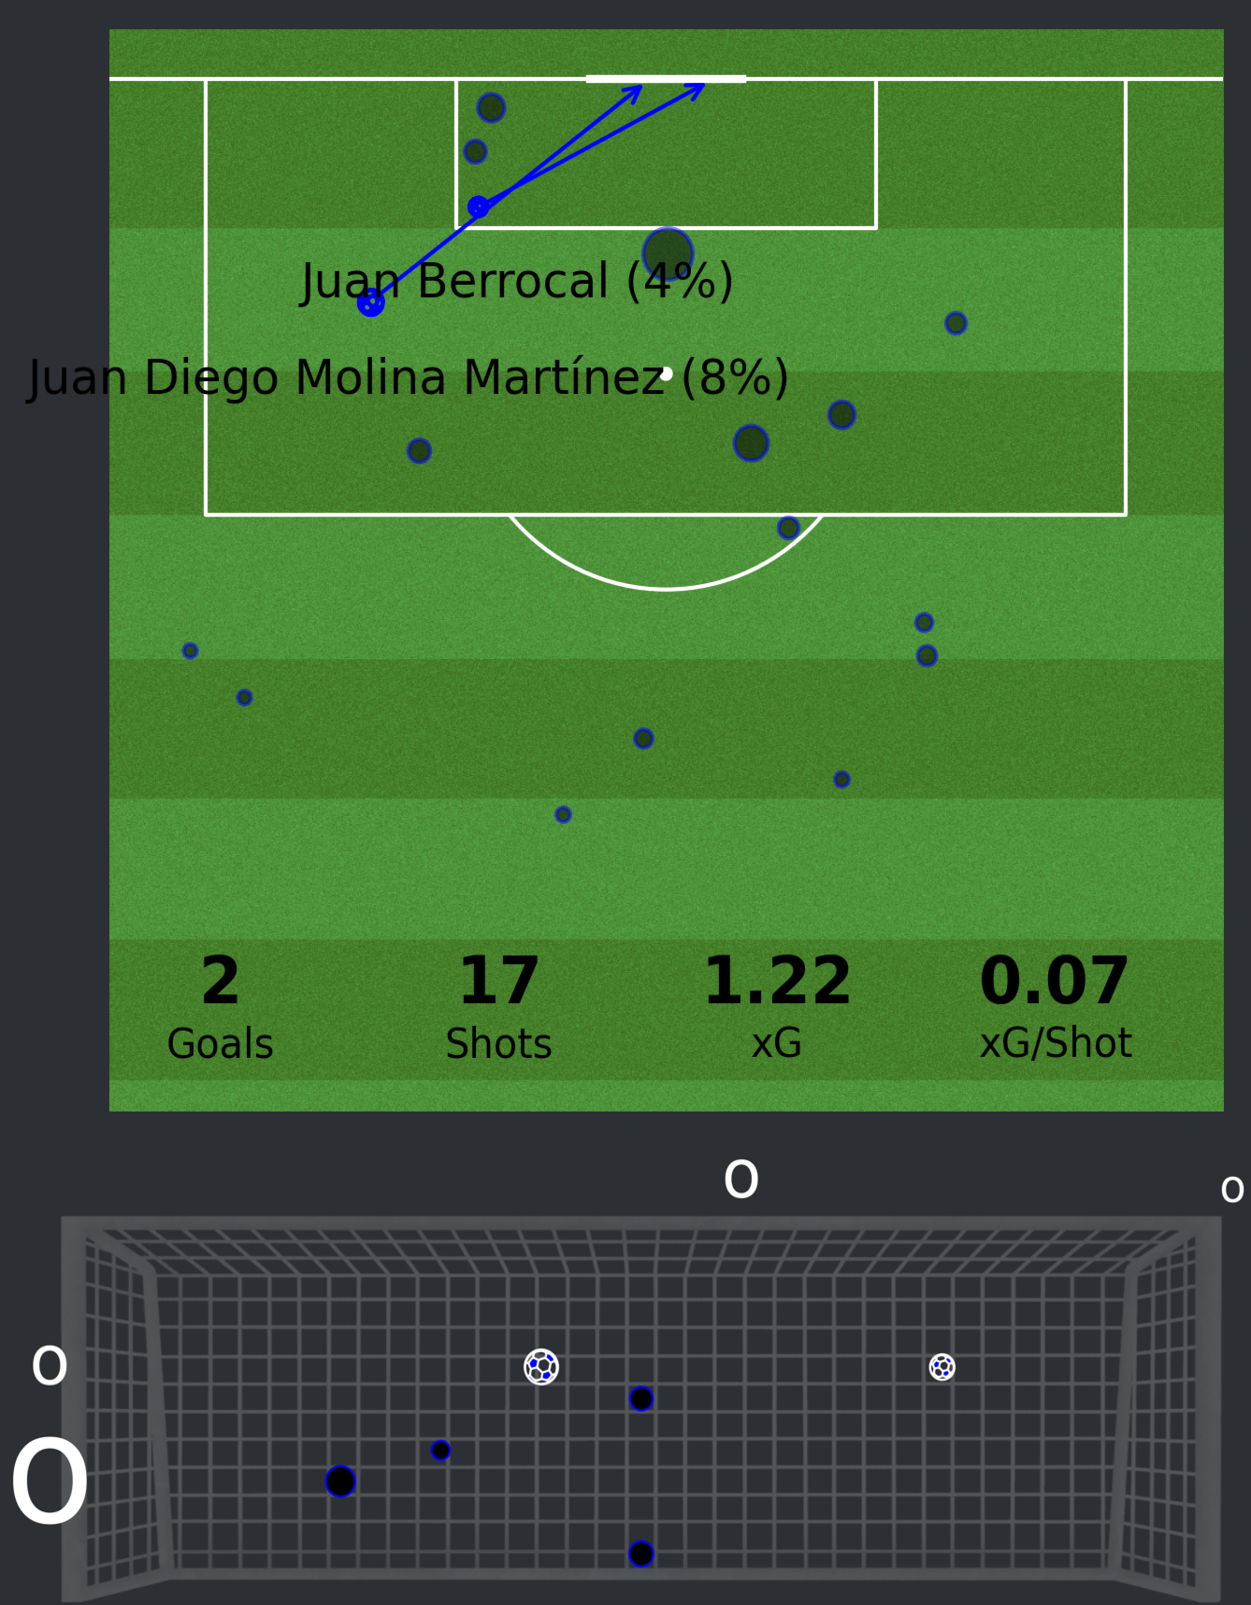 Juan Berrocal (4%)
Juan Diego Molina Martínez (8%)
2 17 1.22 0.07
Goals Shots xG xG/Shot